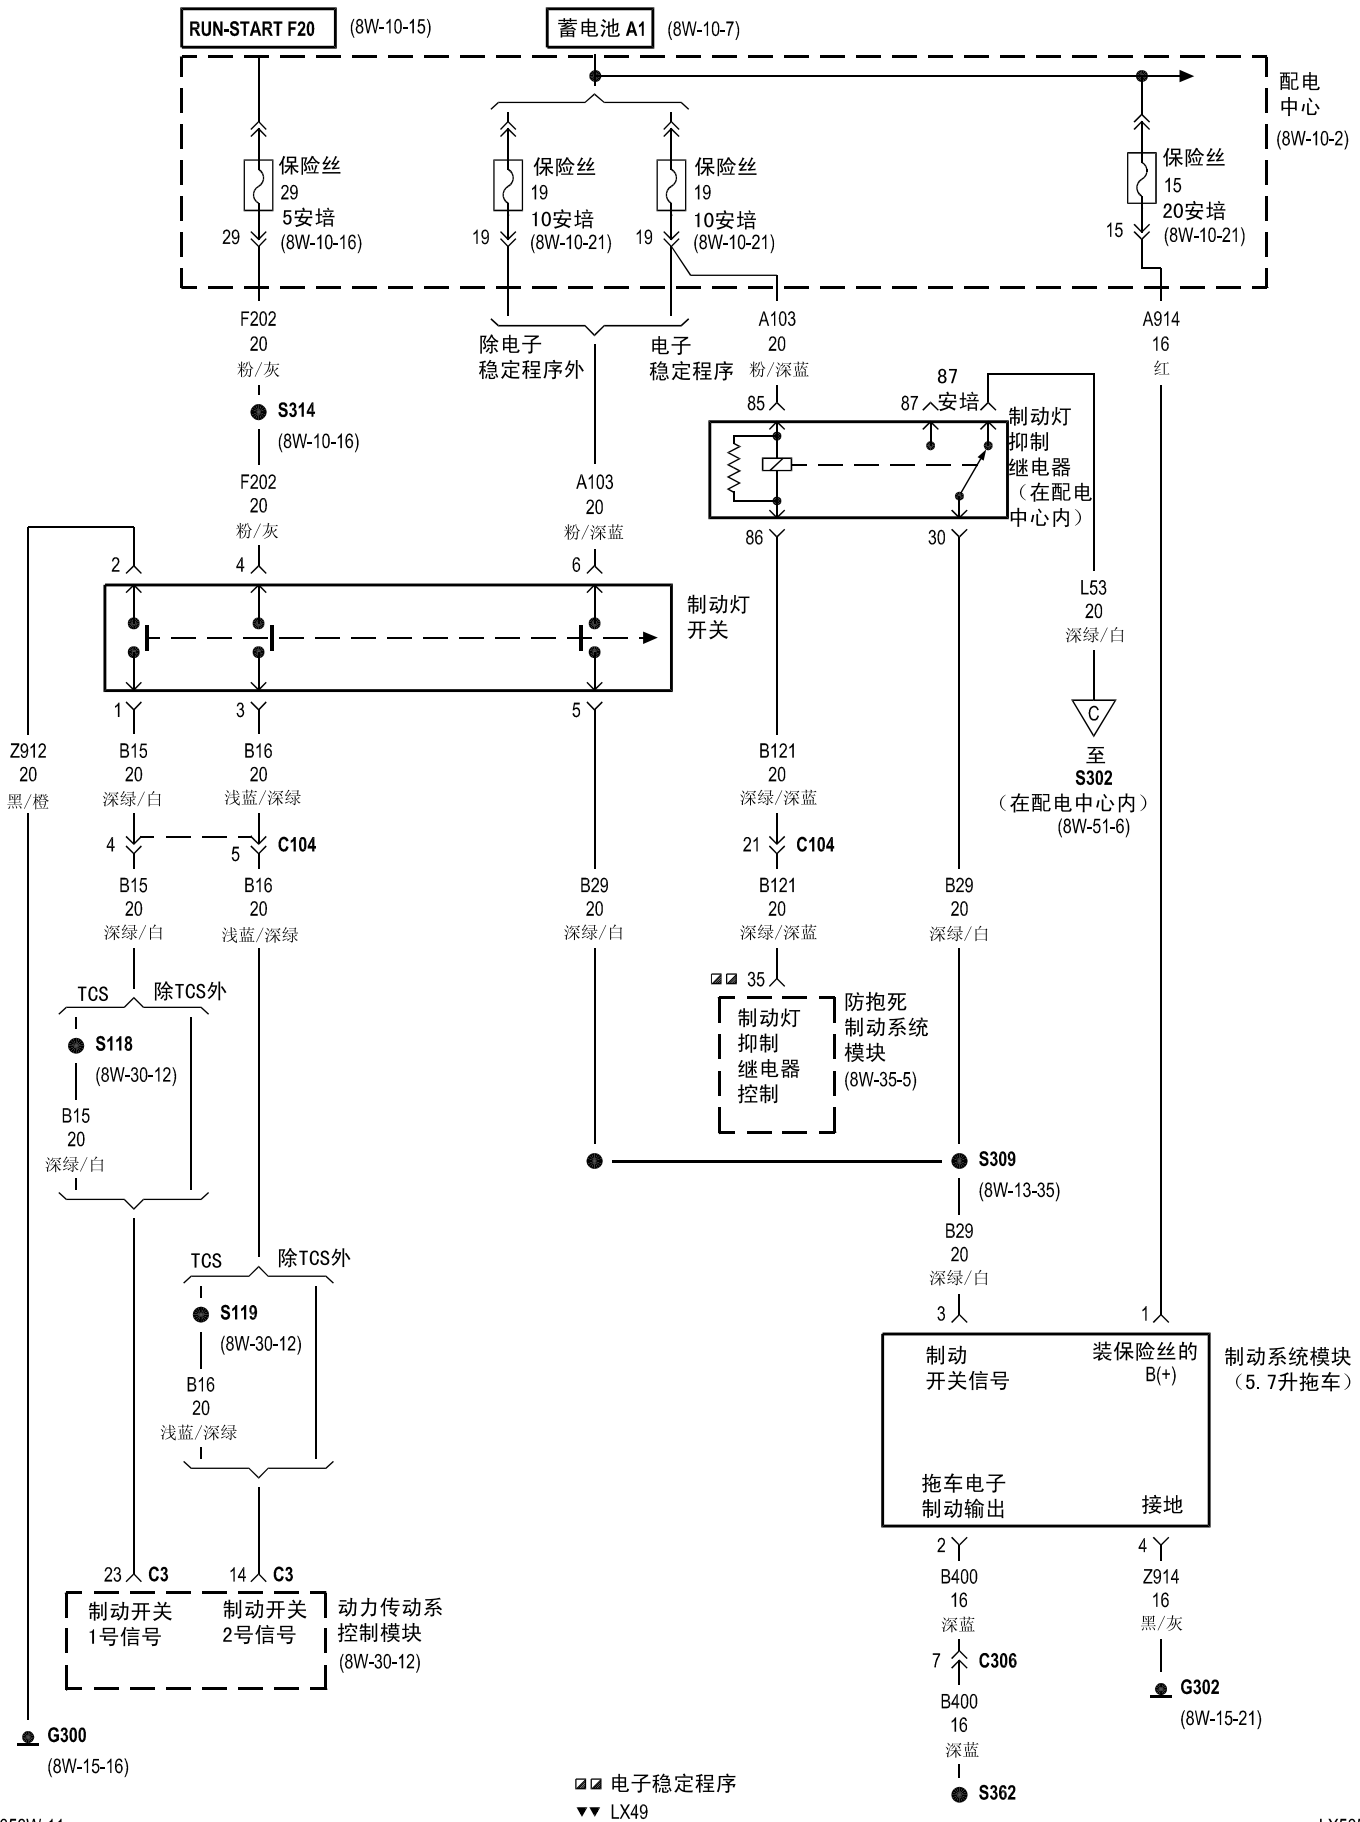 RUN-START F20 (8W-10-15)
蓄电池 A1 (8W-10-7)
配电
中心
(8W-10-2)
保险丝
29
5安培
(8W-10-16)
29
保险丝
19
10安培
(8W-10-21)
19
保险丝
19
10安培
(8W-10-21)
19
保险丝
15
20安培
(8W-10-21)
15
F202
20
粉/灰
S314
(8W-10-16)
F202
20
粉/灰
除电子
稳定程序外
电子
稳定程序
A103
20
粉/深蓝
A914
16
红
A103
20
粉/深蓝
85
87
87
安培
制动灯
抑制
继电器
（在配电
中心内）
86
30
L53
20
深绿/白
C
至
S302
（在配电中心内）
(8W-51-6)
2
4
6
制动灯
开关
1
3
5
Z912
20
黑/橙
B15
20
深绿/白
B16
20
浅蓝/深绿
4
5
C104
B15
20
深绿/白
B16
20
浅蓝/深绿
B29
20
深绿/白
B121
20
深绿/深蓝
21
C104
B121
20
深绿/深蓝
B29
20
深绿/白
35
制动灯
抑制
继电器
控制
防抱死
制动系统
模块
(8W-35-5)
TCS
除TCS外
S118
(8W-30-12)
B15
20
深绿/白
S309
(8W-13-35)
B29
20
深绿/白
TCS
除TCS外
S119
(8W-30-12)
B16
20
浅蓝/深绿
3
1
制动
开关信号
装保险丝的
B(+)
制动系统模块
（5.7升拖车）
拖车电子
制动输出
接地
2
4
B400
16
深蓝
7
C306
B400
16
深蓝
S362
Z914
16
黑/灰
G302
(8W-15-21)
23
C3
14
C3
制动开关
1号信号
制动开关
2号信号
动力传动系
控制模块
(8W-30-12)
G300
(8W-15-16)
电子稳定程序
LX49